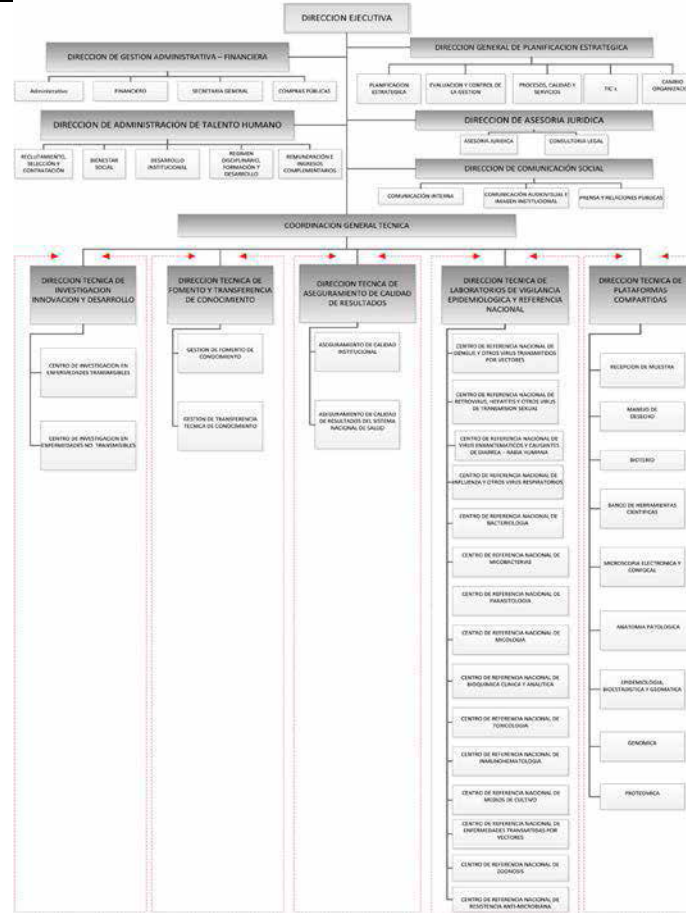 DIRECCION EJECUTIVA
DIRECCION DE GESTION ADMINISTRATIVA – FINANCIERA
Administrativo
FINANCIERO
SECRETARIA GENERAL
COMPRAS PÚBLICAS
DIRECCION GENERAL DE PLANIFICACION ESTRATEGICA
PLANIFICACION
ESTRATEGICA
EVALUACION Y CONTROL DE
LA GESTION
PROCESOS, CALIDAD Y
SERVICIOS
TIC's
CAMBIO
DIRECCION DE ADMINISTRACIÓN DE TALENTO HUMANO
RECLUTAMIENTO,
SELECCIÓN Y
CONTRATACIÓN
BIENESTAR
SOCIAL
DESARROLLO
INSTITUCIONAL
REGIMEN
DISCIPLINARIO,
FORMACIÓN Y
DESARROLLO
REMUNERACIÓN E
INGRESOS
COMPLEMENTARIOS
DIRECCION DE ASESORIA JURIDICA
ASESORIA JURIDICA
CONSULTORIA LEGAL
DIRECCION DE COMUNICACIÓN SOCIAL
COMUNICACIÓN INTERNA
COMUNICACIÓN AUDIOVISUAL E
IMAGEN INSTITUCIONAL
PRENSA Y RELACIONES PUBLICAS
COORDINACION GENERAL TECNICA
DIRECCION TECNICA DE
INVESTIGACION
INNOVACION Y DESARROLLO
CENTRO DE INVESTIGACION EN
ENFERMEDADES TRANSMISIBLES
CENTRO DE INVESTIGACION EN
ENFERMEDADES NO TRANSMISIBLES
DIRECCION TECNICA DE
FOMENTO Y TRANSFERENCIA
DE CONOCIMIENTO
GESTION DE FOMENTO DE
CONOCIMIENTO
GESTION DE TRANSFERENCIA
TECNICA DE CONOCIMIENTO
DIRECCION TECNICA DE
ASEGURAMIENTO DE CALIDAD
DE RESULTADOS
ASEGURAMIENTO DE CALIDAD
INSTITUCIONAL
ASEGURAMIENTO DE CALIDAD
DE RESULTADOS DEL SISTEMA
NACIONAL DE SALUD
DIRECCION TECNICA DE
LABORATORIOS DE VIGILANCIA
EPIDEMIOLOGICA Y REFERENCIA
NACIONAL
CENTRO DE REFERENCIA NACIONAL DE
DENGUE Y OTROS VIRUS TRANSMITIDOS
POR VECTORES
CENTRO DE REFERENCIA NACIONAL DE
RETROVIRUS, HEPATITIS Y OTROS VIRUS
DE TRANSMISION SEXUAL
CENTRO DE REFERENCIA NACIONAL DE
VIRUS EXANTEMATICOS Y CAUSANTES
DE DIARREA – RABIA HUMANA
CENTRO DE REFERENCIA NACIONAL DE
INFLUENZA Y OTROS VIRUS RESPIRATORIOS
CENTRO DE REFERENCIA NACIONAL DE
BACTERIOLOGIA
CENTRO DE REFERENCIA NACIONAL DE
MICOBACTERIAS
CENTRO DE REFERENCIA NACIONAL DE
PARASITOLOGIA
CENTRO DE REFERENCIA NACIONAL DE
MICOLOGIA
CENTRO DE REFERENCIA NACIONAL DE
BIOQUIMICA CLINICA Y ANALITICA
CENTRO DE REFERENCIA NACIONAL DE
TOXICOLOGIA
CENTRO DE REFERENCIA NACIONAL DE
INMUNOHEMATOLOGIA
CENTRO DE REFERENCIA NACIONAL DE
MEDIOS DE CULTIVO
CENTRO DE REFERENCIA NACIONAL DE
ENFERMEDADES TRANSMITIDAS POR
VECTORES
CENTRO DE REFERENCIA NACIONAL DE
ZOONOSIS
CENTRO DE REFERENCIA NACIONAL DE
RESISTENCIA ANTI-MICROBIANA
DIRECCION TECNICA DE
PLATAFORMAS
COMPARTIDAS
RECEPCION DE MUESTRA
MANEJO DE
DESECHO
BIOTERIO
BANCO DE HERRAMIENTAS
CIENTIFICAS
MICROSCOPIA ELECTRONICA Y
CONFOCAL
ANATOMIA PATOLOGICA
EPIDEMIOLOGIA,
BIOESTADISTICA Y GEOMATICA
GENOMICA
PROTEOMICA